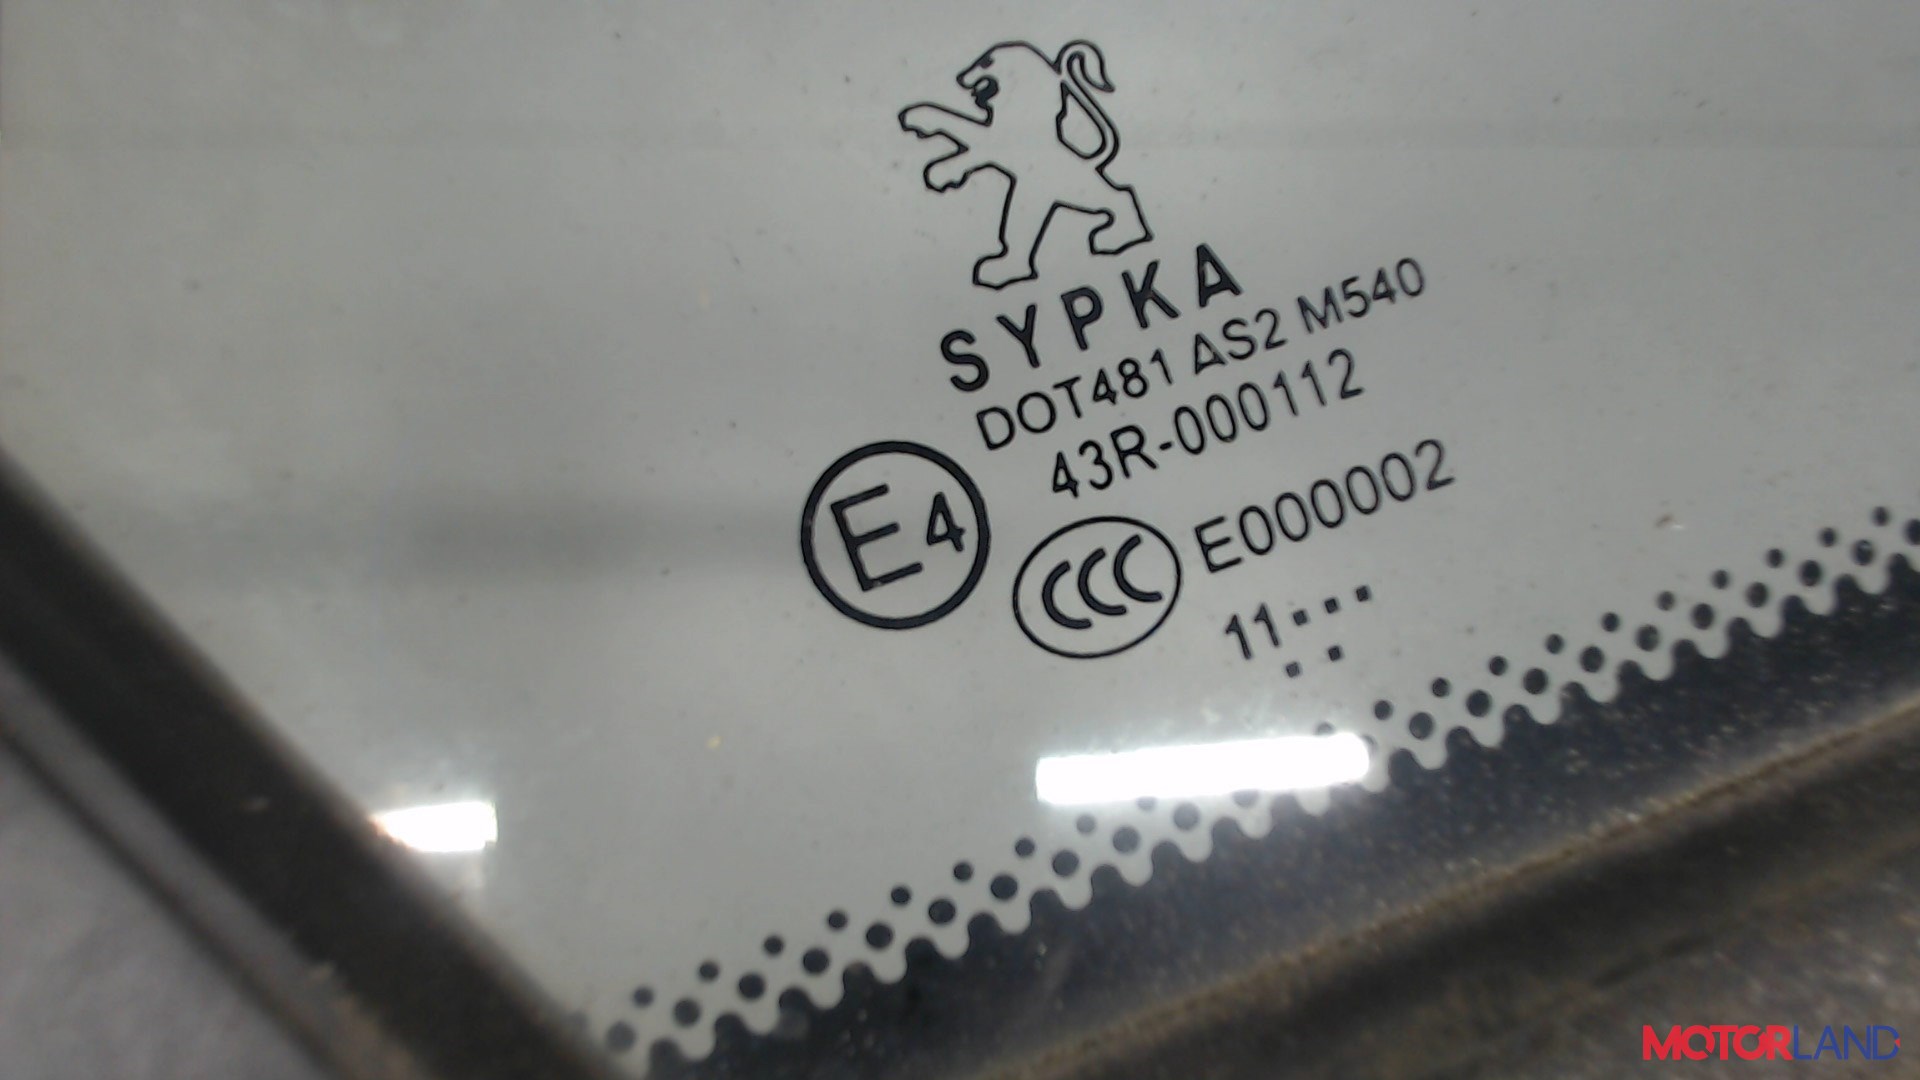 SYPKA
DOT481 AS2 M540
43R-000112
E4
CCC E000002
11
MOTORLAND